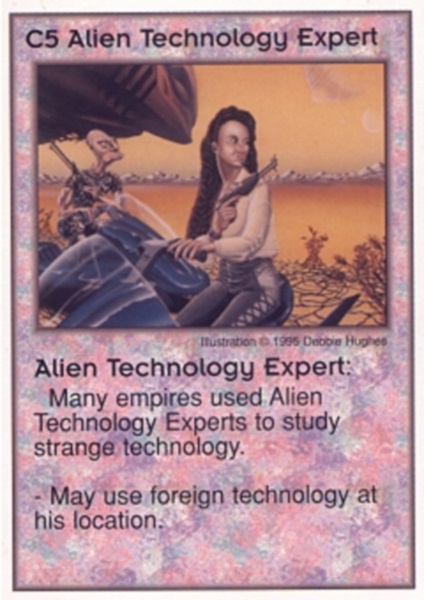 C5 Alien Technology Expert
Illustration © 1995 Debbie Hughes
Alien Technology Expert:
Many empires used Alien
Technology Experts to study
strange technology.
- May use foreign technology at
his location.